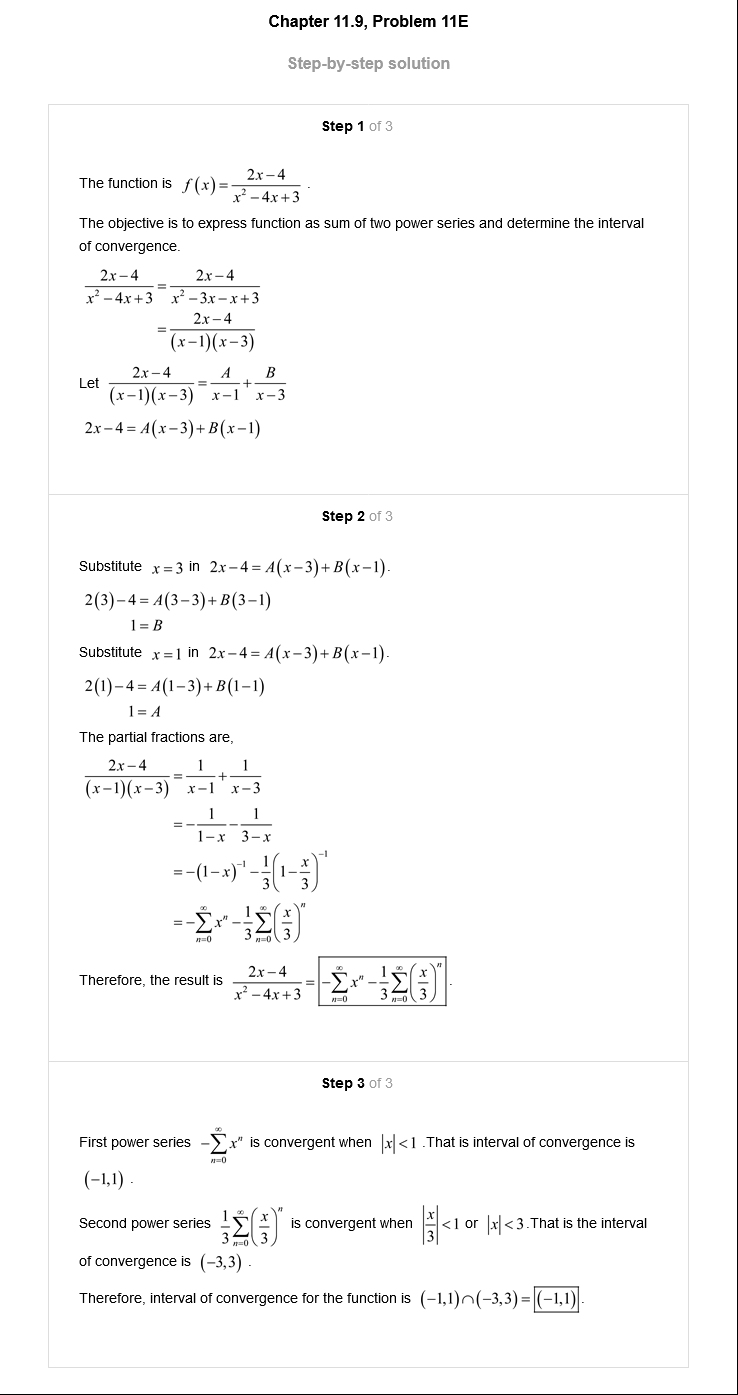 Chapter 11.9, Problem 11E
Step-by-step solution
Step 1 of 3
The function is f(x) = \frac{2x-4}{x^2-4x+3} .
The objective is to express function as sum of two power series and determine the interval
of convergence.
\frac{2x-4}{x^2-4x+3} = \frac{2x-4}{x^2-3x-x+3}
= \frac{2x-4}{(x-1)(x-3)}
Let \frac{2x-4}{(x-1)(x-3)} = \frac{A}{x-1} + \frac{B}{x-3}
2x-4 = A(x-3)+B(x-1)
Step 2 of 3
Substitute x=3 in 2x-4 = A(x-3)+B(x-1).
2(3)-4 = A(3-3)+B(3-1)
1 = B
Substitute x=1 in 2x-4 = A(x-3)+B(x-1).
2(1)-4 = A(1-3)+B(1-1)
1 = A
The partial fractions are,
\frac{2x-4}{(x-1)(x-3)} = \frac{1}{x-1} + \frac{1}{x-3}
= -\frac{1}{1-x} - \frac{1}{3-x}
= -(1-x)^{-1} - \frac{1}{3}\left(1-\frac{x}{3}\right)^{-1}
= -\sum_{n=0}^{\infty} x^n - \frac{1}{3}\sum_{n=0}^{\infty}\left(\frac{x}{3}\right)^n
Therefore, the result is \frac{2x-4}{x^2-4x+3} = \boxed{-\sum_{n=0}^{\infty} x^n - \frac{1}{3}\sum_{n=0}^{\infty}\left(\frac{x}{3}\right)^n}.
Step 3 of 3
First power series -\sum_{n=0}^{\infty} x^n is convergent when |x|<1 .That is interval of convergence is
(-1,1) .
Second power series \frac{1}{3}\sum_{n=0}^{\infty}\left(\frac{x}{3}\right)^n is convergent when \left|\frac{x}{3}\right|<1 or |x|<3.That is the interval
of convergence is (-3,3) .
Therefore, interval of convergence for the function is (-1,1)∩(-3,3) = \boxed{(-1,1)}.